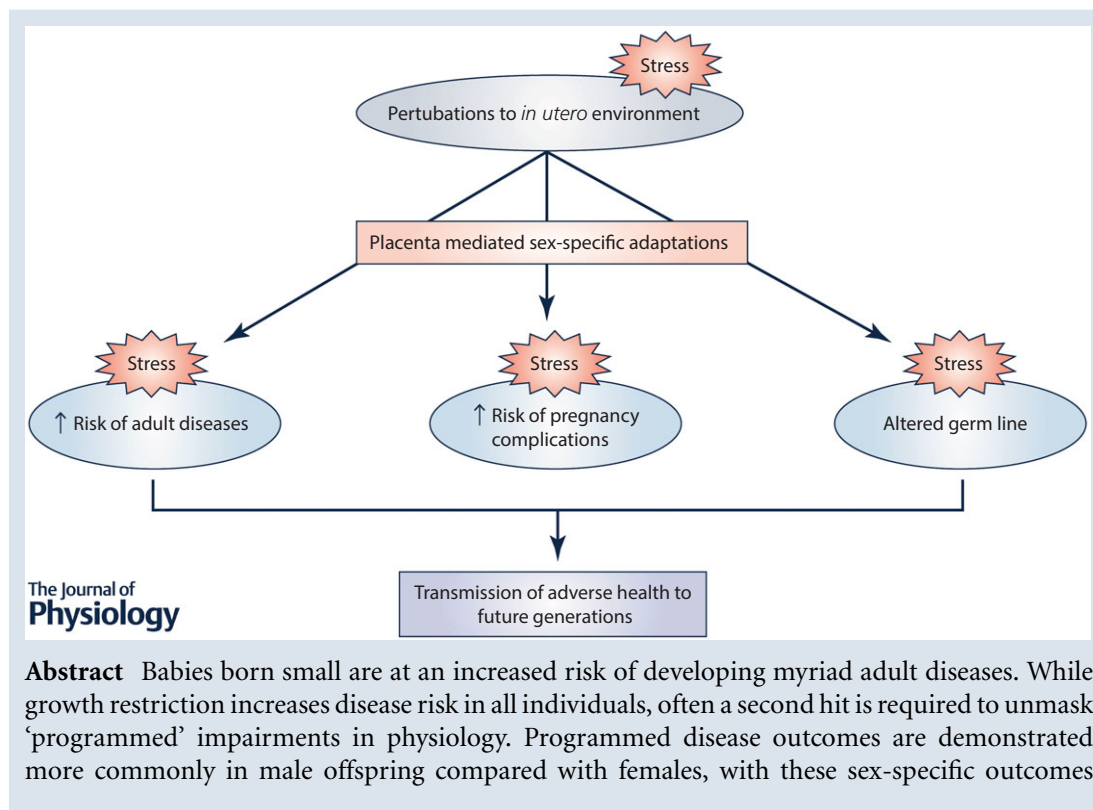 Stress
Pertubations to in utero environment
Placenta mediated sex-specific adaptations
Stress
↑ Risk of adult diseases
Stress
↑ Risk of pregnancy
complications
Stress
Altered germ line
Transmission of adverse health to
future generations
The Journal of
Physiology
Abstract Babies born small are at an increased risk of developing myriad adult diseases. While
growth restriction increases disease risk in all individuals, often a second hit is required to unmask
‘programmed’ impairments in physiology. Programmed disease outcomes are demonstrated
more commonly in male offspring compared with females, with these sex-specific outcomes